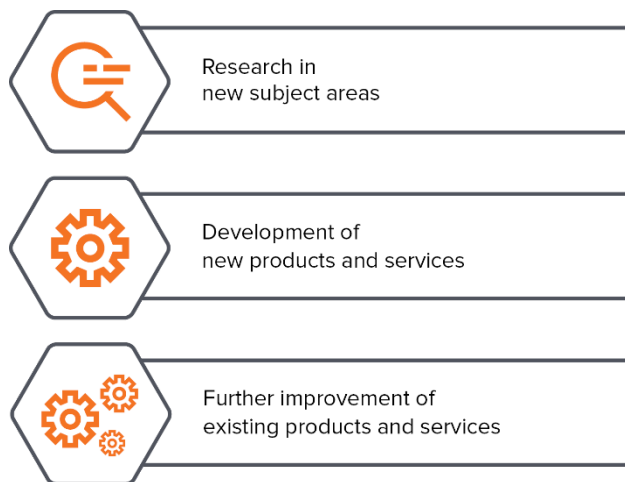 Research in
new subject areas
Development of
new products and services
Further improvement of
existing products and services